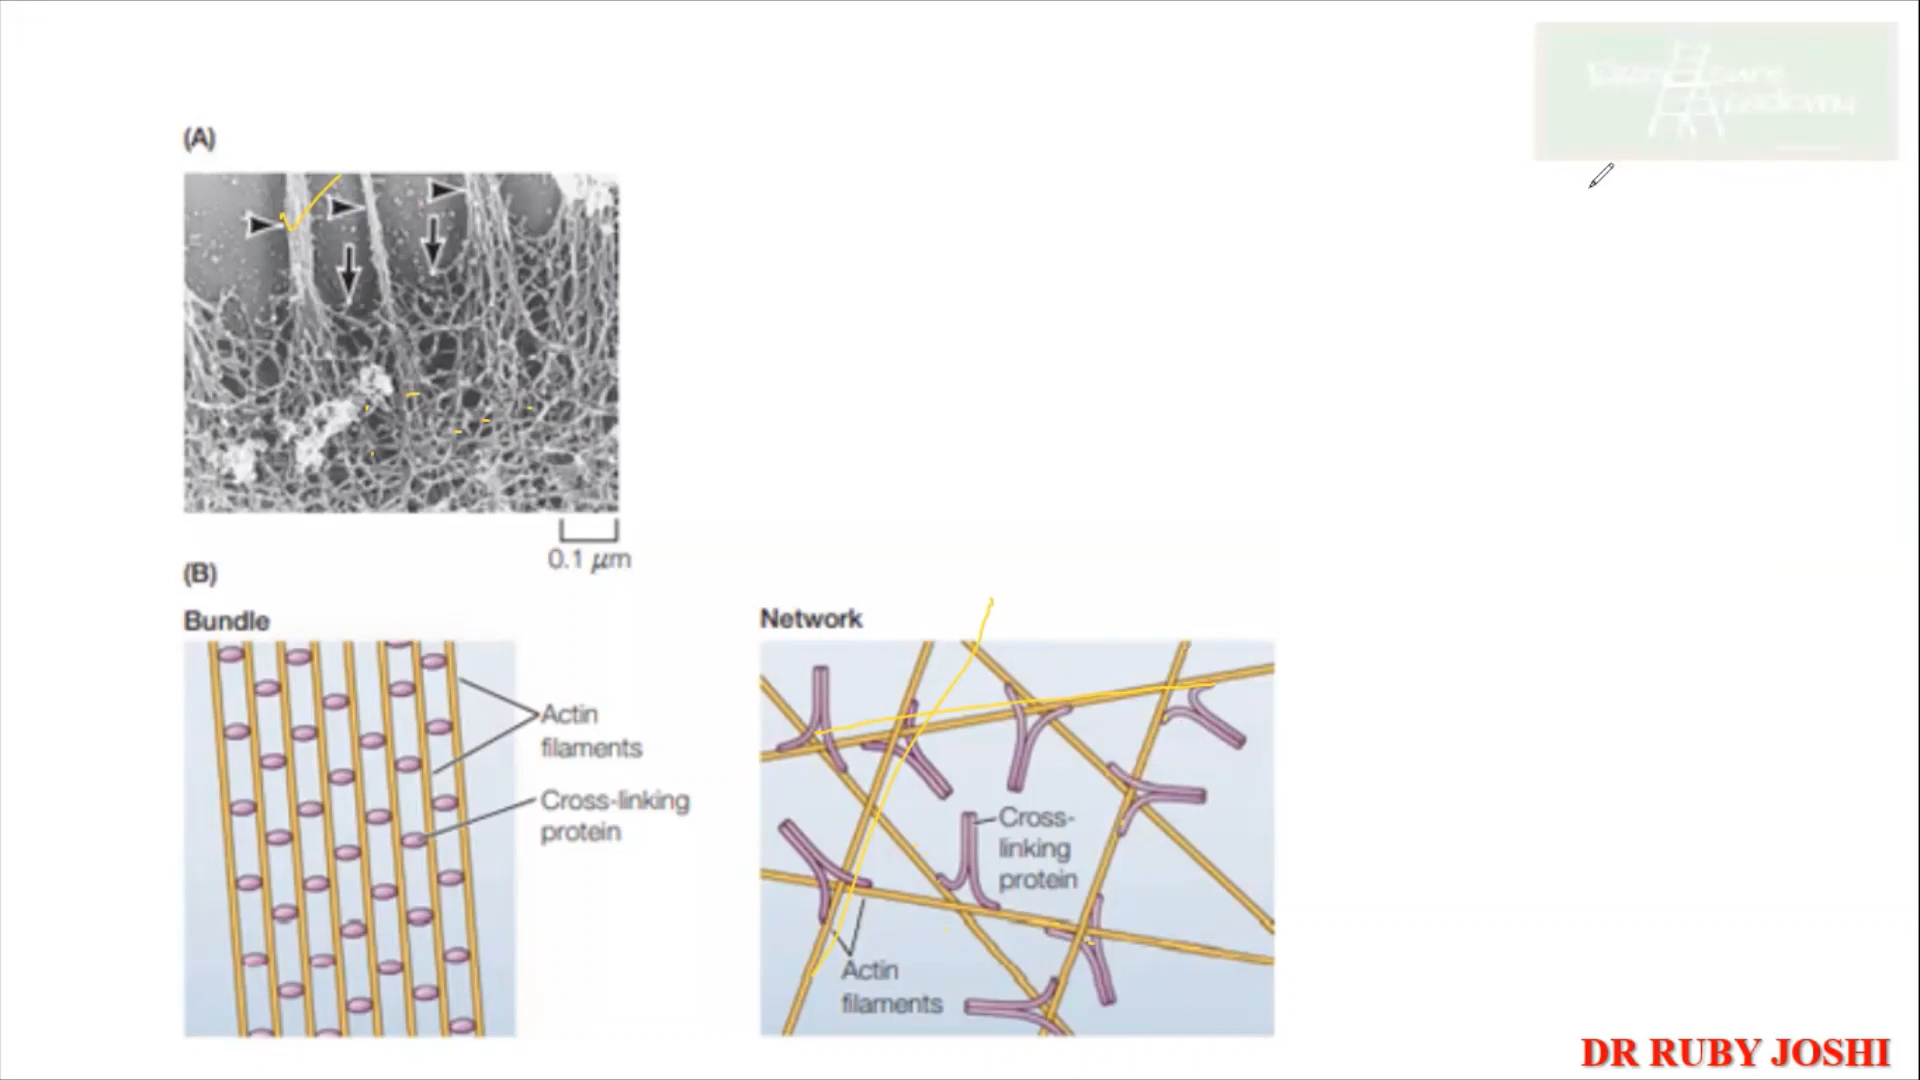 (A)
0.1 μm
(B)
Bundle
Network
Actin
filaments
Cross-linking
protein
Cross-
linking
protein
Actin
filaments
DR RUBY JOSHI